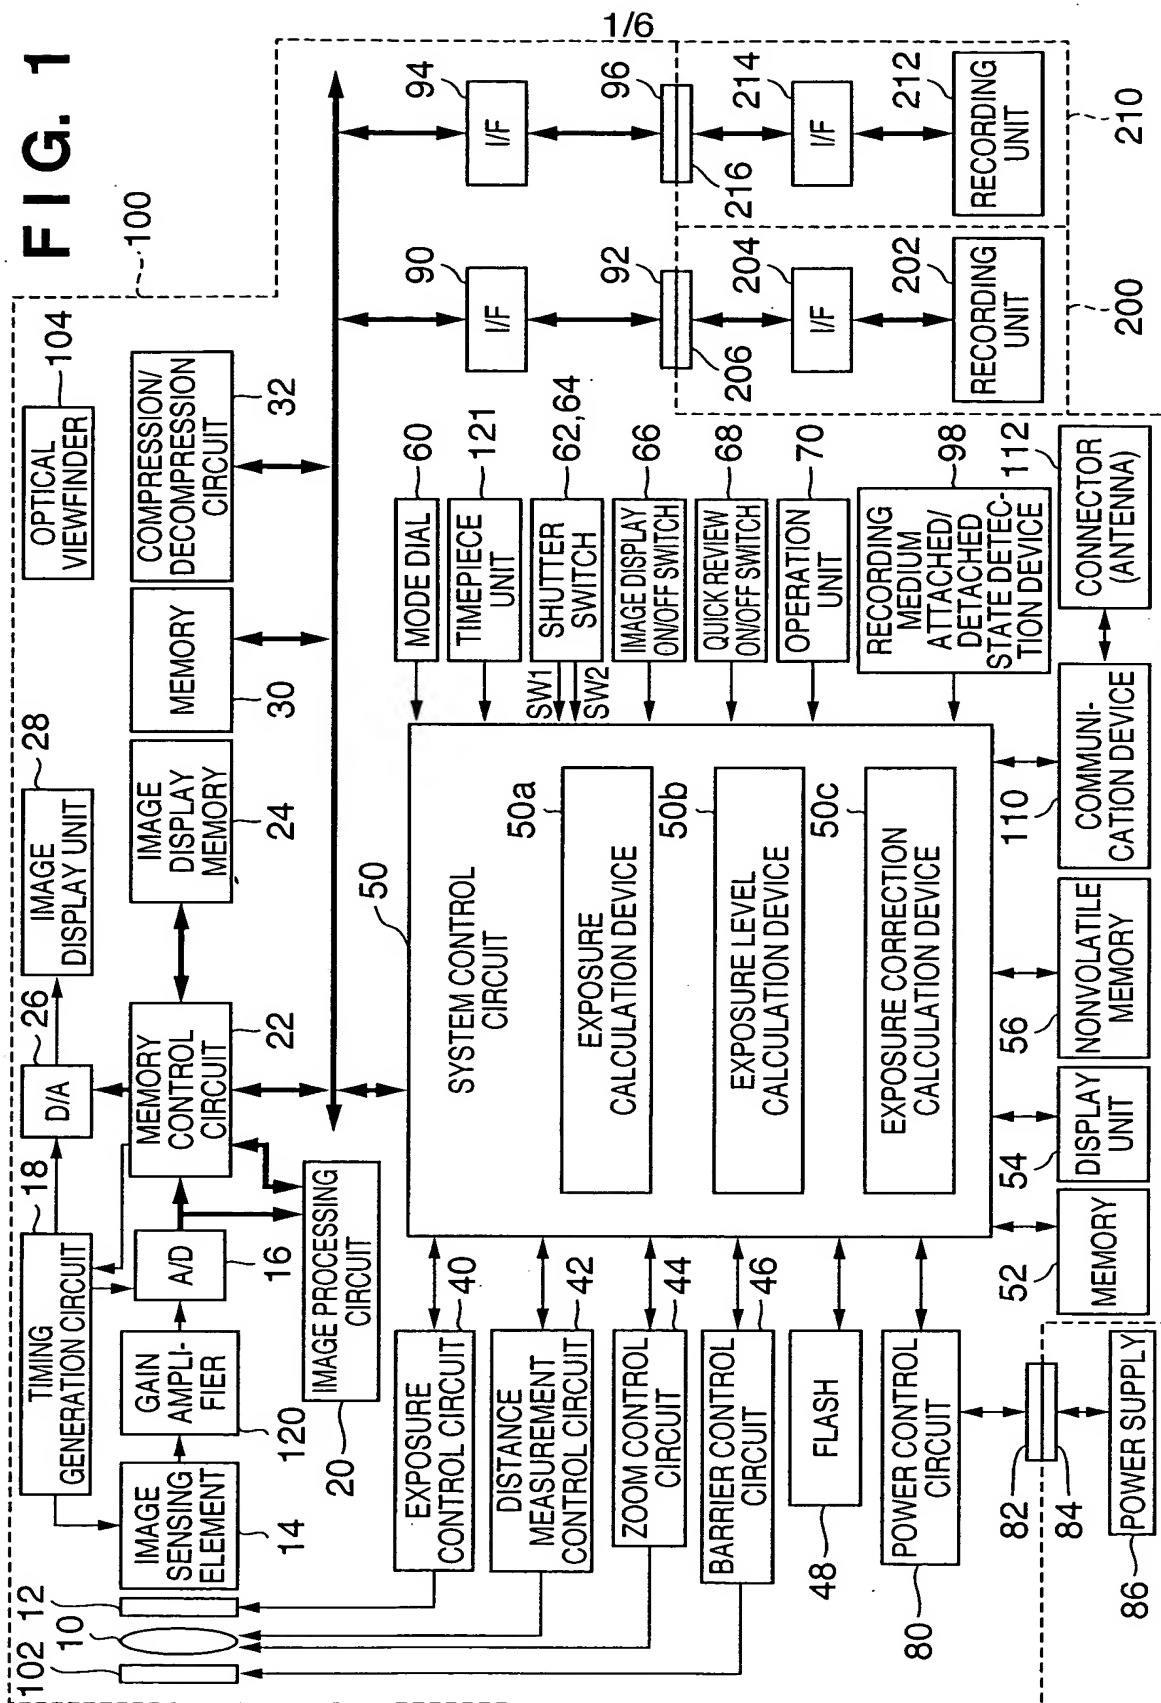 1/6
FIG. 1
100
102
10
12
IMAGE
SENSING
ELEMENT
14
TIMING
GENERATION CIRCUIT
18
GAIN
AMPLI-
FIER
120
A/D
16
D/A
26
IMAGE
DISPLAY UNIT
28
OPTICAL
VIEWFINDER
104
MEMORY
CONTROL
CIRCUIT
22
IMAGE
DISPLAY
MEMORY
24
MEMORY
30
COMPRESSION/
DECOMPRESSION
CIRCUIT
32
IMAGE PROCESSING
CIRCUIT
20
EXPOSURE
CONTROL CIRCUIT
40
DISTANCE
MEASUREMENT
CONTROL CIRCUIT
42
ZOOM CONTROL
CIRCUIT
44
BARRIER CONTROL
CIRCUIT
46
FLASH
48
POWER CONTROL
CIRCUIT
80
82
84
POWER SUPPLY
86
50
SYSTEM CONTROL
CIRCUIT
50a
EXPOSURE
CALCULATION DEVICE
50b
EXPOSURE LEVEL
CALCULATION DEVICE
50c
EXPOSURE CORRECTION
CALCULATION DEVICE
MEMORY
52
DISPLAY
UNIT
54
NONVOLATILE
MEMORY
56
COMMUNI-
CATION DEVICE
110
CONNECTOR
(ANTENNA)
112
MODE DIAL
60
TIMEPIECE
UNIT
121
SHUTTER
SWITCH
62,64
SW1
SW2
IMAGE DISPLAY
ON/OFF SWITCH
66
QUICK REVIEW
ON/OFF SWITCH
68
OPERATION
UNIT
70
RECORDING
MEDIUM
ATTACHED/
DETACHED
STATE DETEC-
TION DEVICE
98
I/F
90
92
206
I/F
204
RECORDING
UNIT
202
200
I/F
94
96
216
I/F
214
RECORDING
UNIT
212
210